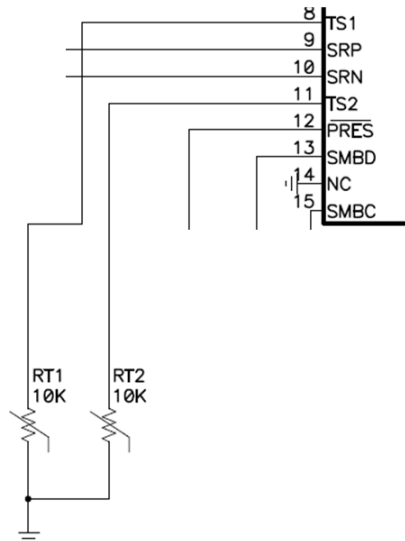 8 TS1
9 SRP
10 SRN
11 TS2
12 PRES
13 SMBD
14 NC
15 SMBC
RT1 RT2
10K 10K